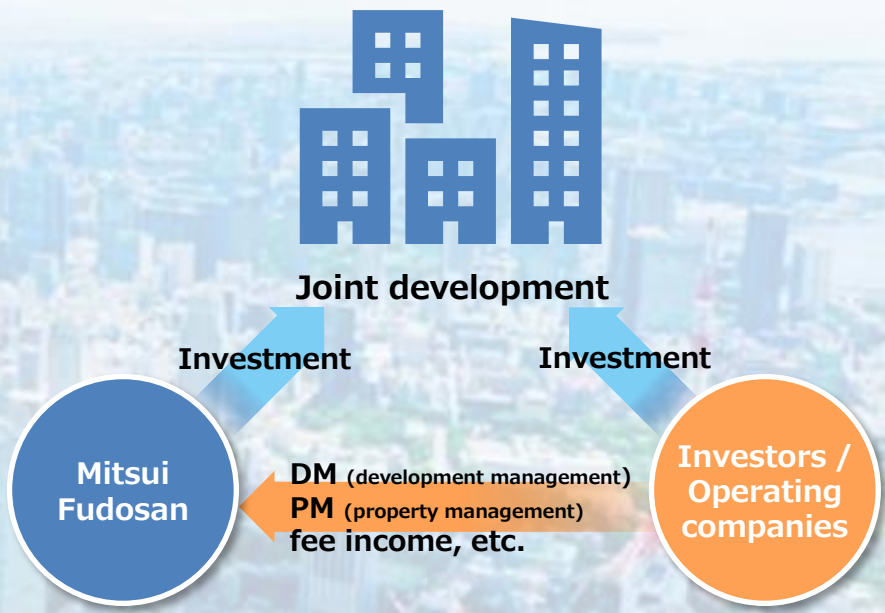 Joint development
Investment
Investment
Mitsui
Fudosan
DM (development management)
PM (property management)
fee income, etc.
Investors /
Operating
companies